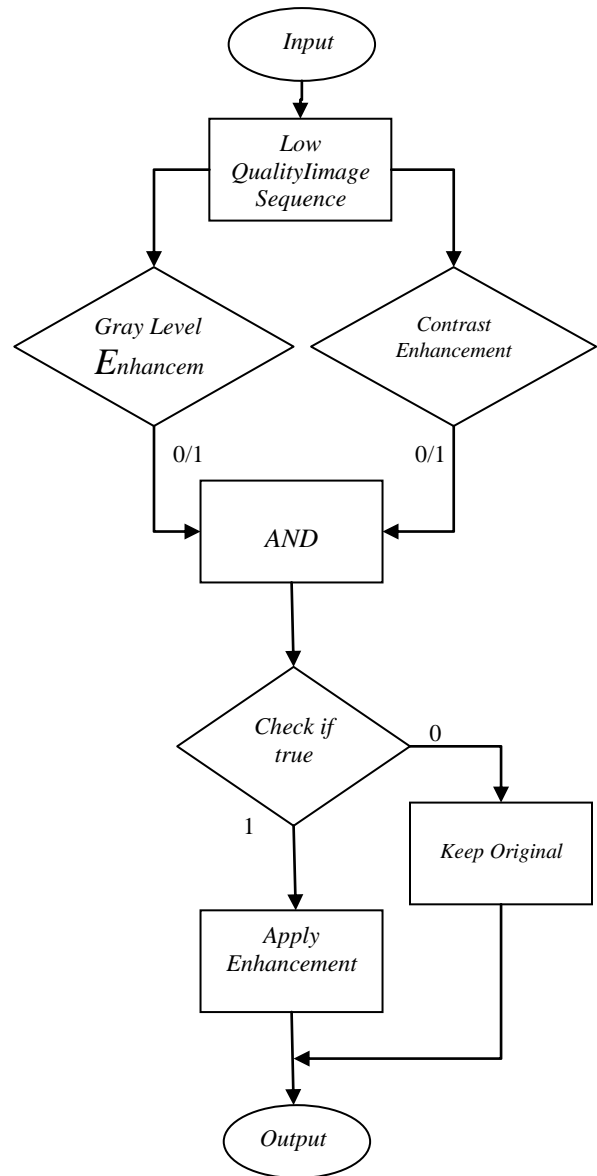 Input
Low
QualityIimage
Sequence
Gray Level
Enhancem
Contrast
Enhancement
0/1
0/1
AND
Check if
true
0
1
Keep Original
Apply
Enhancement
Output